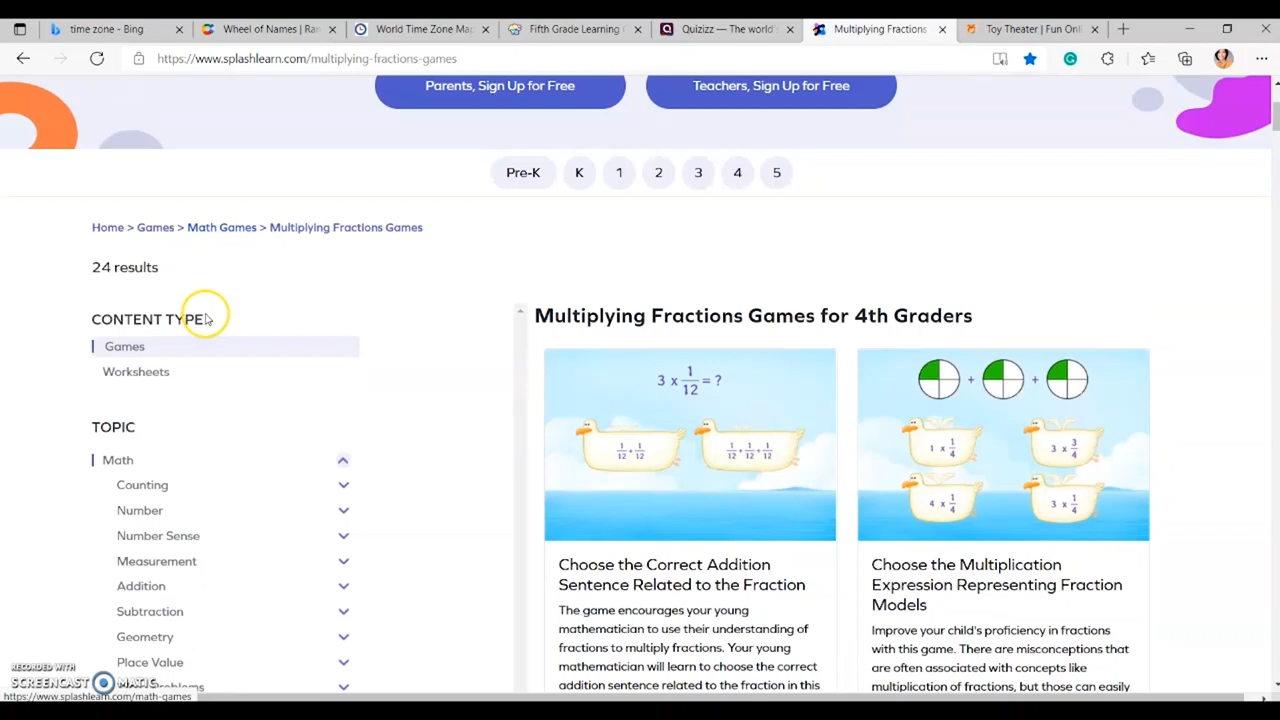 time zone - Bing
Wheel of Names | Ran
World Time Zone Map
Fifth Grade Learning G
Quizizz — The world's
Multiplying Fractions
Toy Theater | Fun Onli
https://www.splashlearn.com/multiplying-fractions-games
Parents, Sign Up for Free
Teachers, Sign Up for Free
Pre-K K 1 2 3 4 5
Home > Games > Math Games > Multiplying Fractions Games
24 results
CONTENT TYPE
Games
Worksheets
TOPIC
Math
Counting
Number
Number Sense
Measurement
Addition
Subtraction
Geometry
Place Value
Multiplying Fractions Games for 4th Graders
3 x 1/12 = ?
1/12 + 1/12
1/12 + 1/12 + 1/12
Choose the Correct Addition
Sentence Related to the Fraction
The game encourages your young
mathematician to use their understanding of
fractions to multiply fractions. Your young
mathematician will learn to choose the correct
addition sentence related to the fraction in this
+ +
1 x 1/4
3 x 3/4
4 x 1/4
3 x 1/4
Choose the Multiplication
Expression Representing Fraction
Models
Improve your child's proficiency in fractions
with this game. There are misconceptions that
are often associated with concepts like
multiplication of fractions, but those can easily
RECORDED WITH
SCREENCAST MATIC
https://www.splashlearn.com/math-games